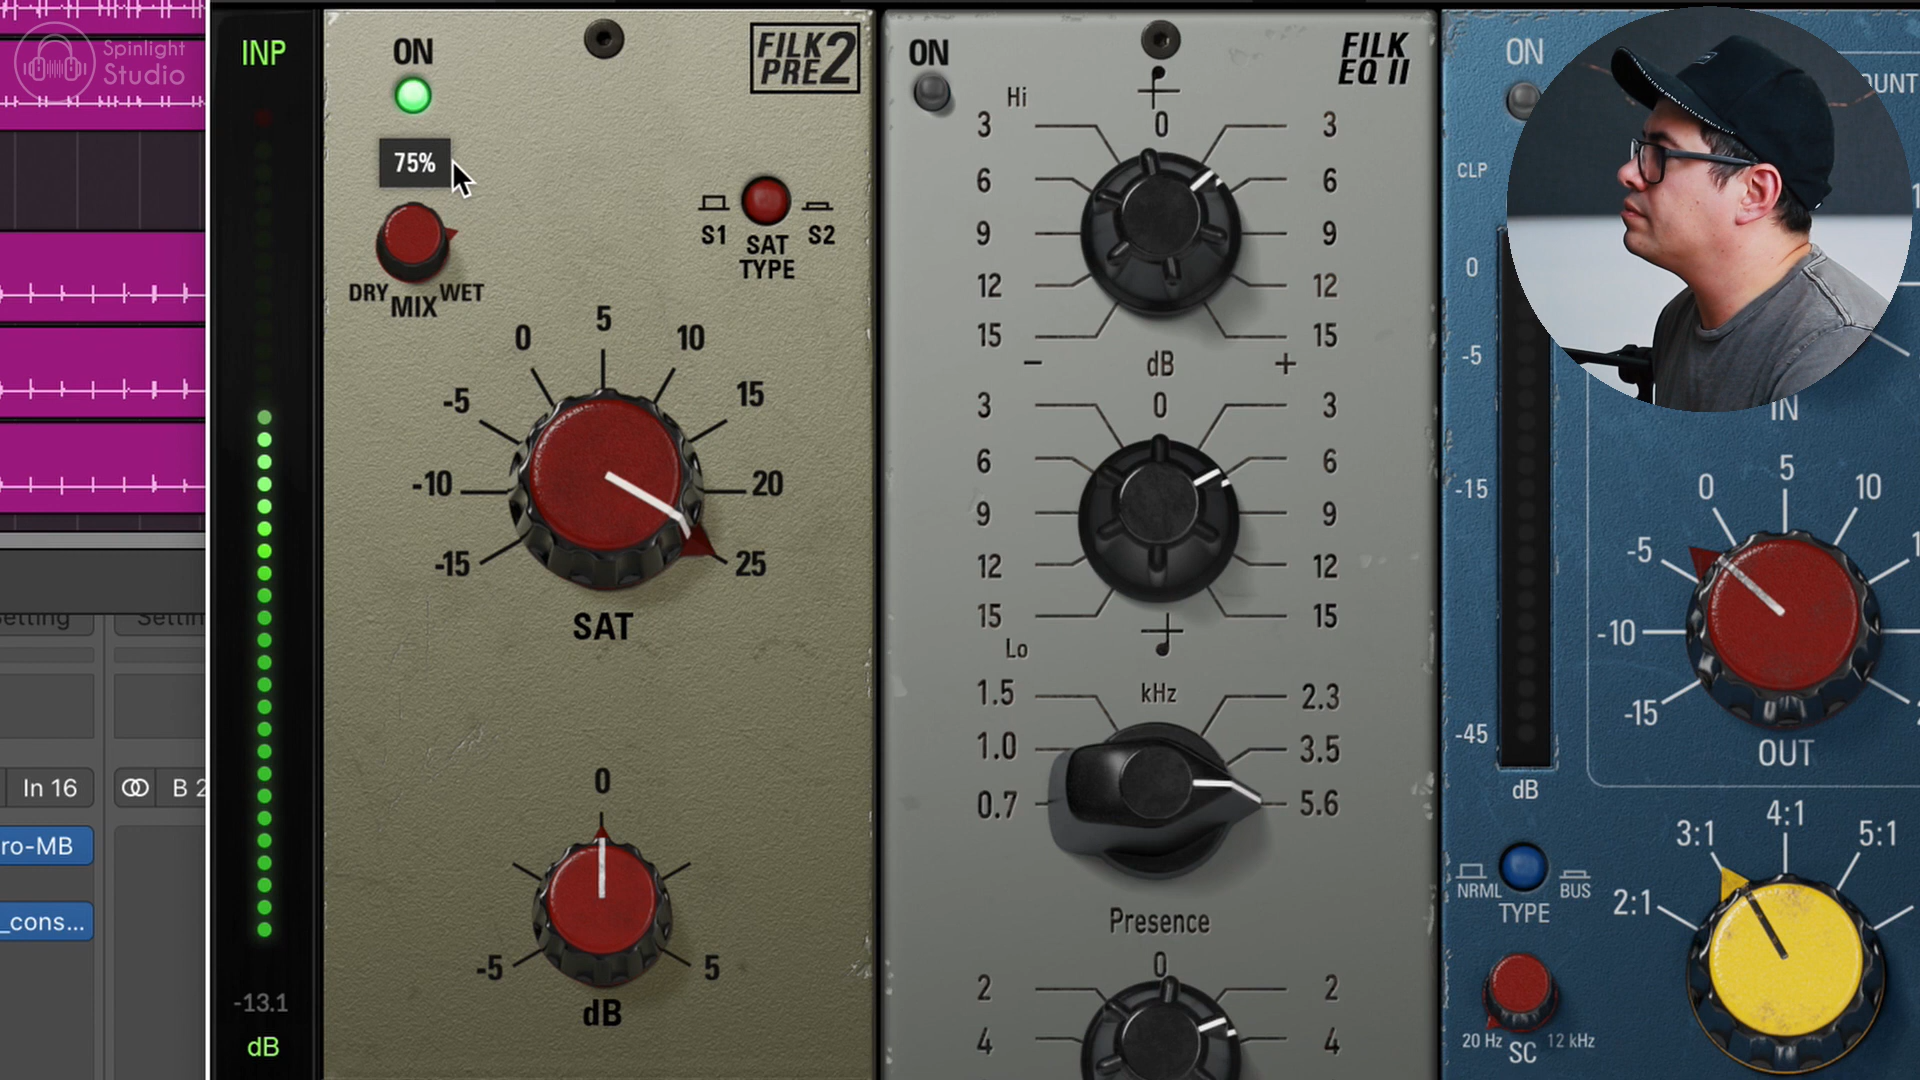 Spinlight
Studio
INP
-13.1
dB
ON
FILK
PRE2
75%
S1
SAT
TYPE
S2
DRY
MIX
WET
0
5
10
-5
15
-10
20
-15
25
SAT
0
-5
5
dB
ON
FILK
EQ II
Hi
0
3
3
6
6
9
9
12
12
15
15
-
dB
+
0
3
3
6
6
9
9
12
12
15
15
Lo
kHz
1.5
2.3
1.0
3.5
0.7
5.6
Presence
0
2
2
4
4
ON
CLP
0
-5
-15
-45
dB
IN
0
5
10
-5
-10
-15
OUT
NRML
TYPE
BUS
20 Hz
SC
12 kHz
2:1
3:1
4:1
5:1
In 16
B 2
ro-MB
_cons...